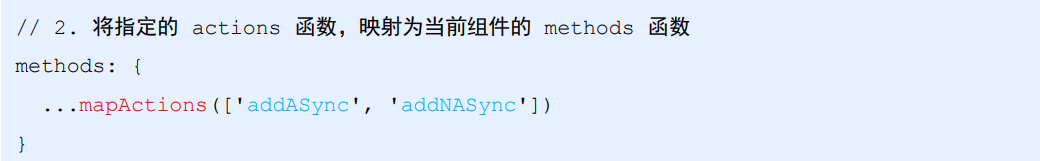 // 2. 将指定的 actions 函数，映射为当前组件的 methods 函数
methods: {
  ...mapActions(['addASync', 'addNASync'])
}